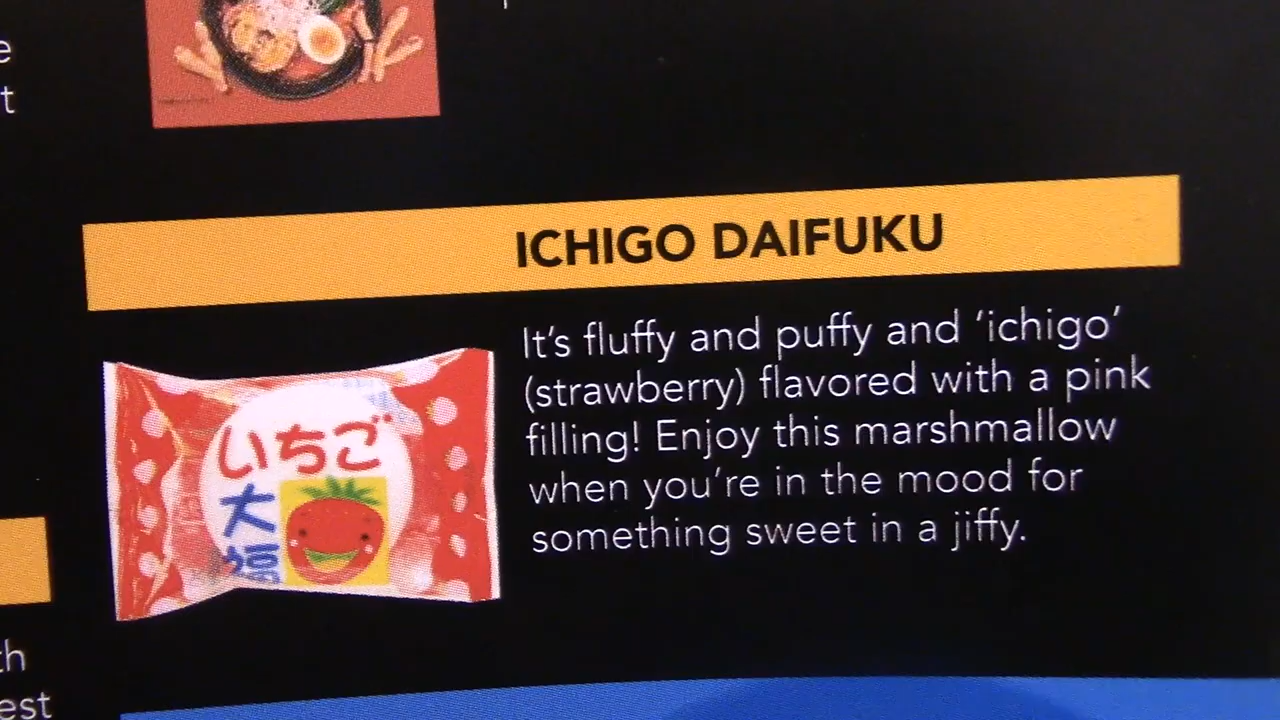 ICHIGO DAIFUKU
It's fluffy and puffy and 'ichigo'
(strawberry) flavored with a pink
filling! Enjoy this marshmallow
when you're in the mood for
something sweet in a jiffy.
いちご
大
福